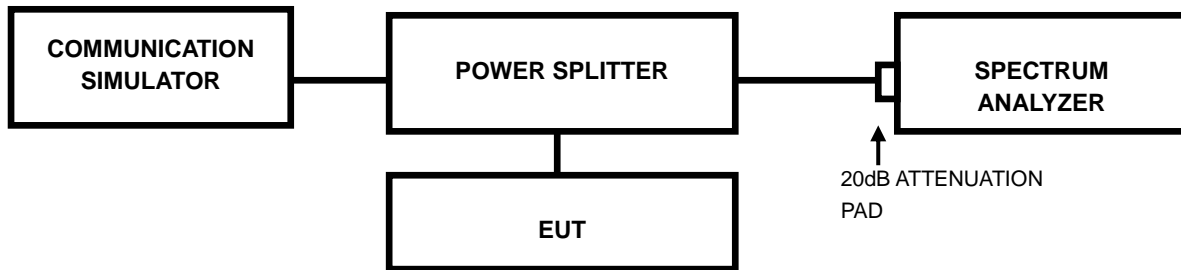 COMMUNICATION
SIMULATOR
POWER SPLITTER
SPECTRUM
ANALYZER
20dB ATTENUATION
PAD
EUT